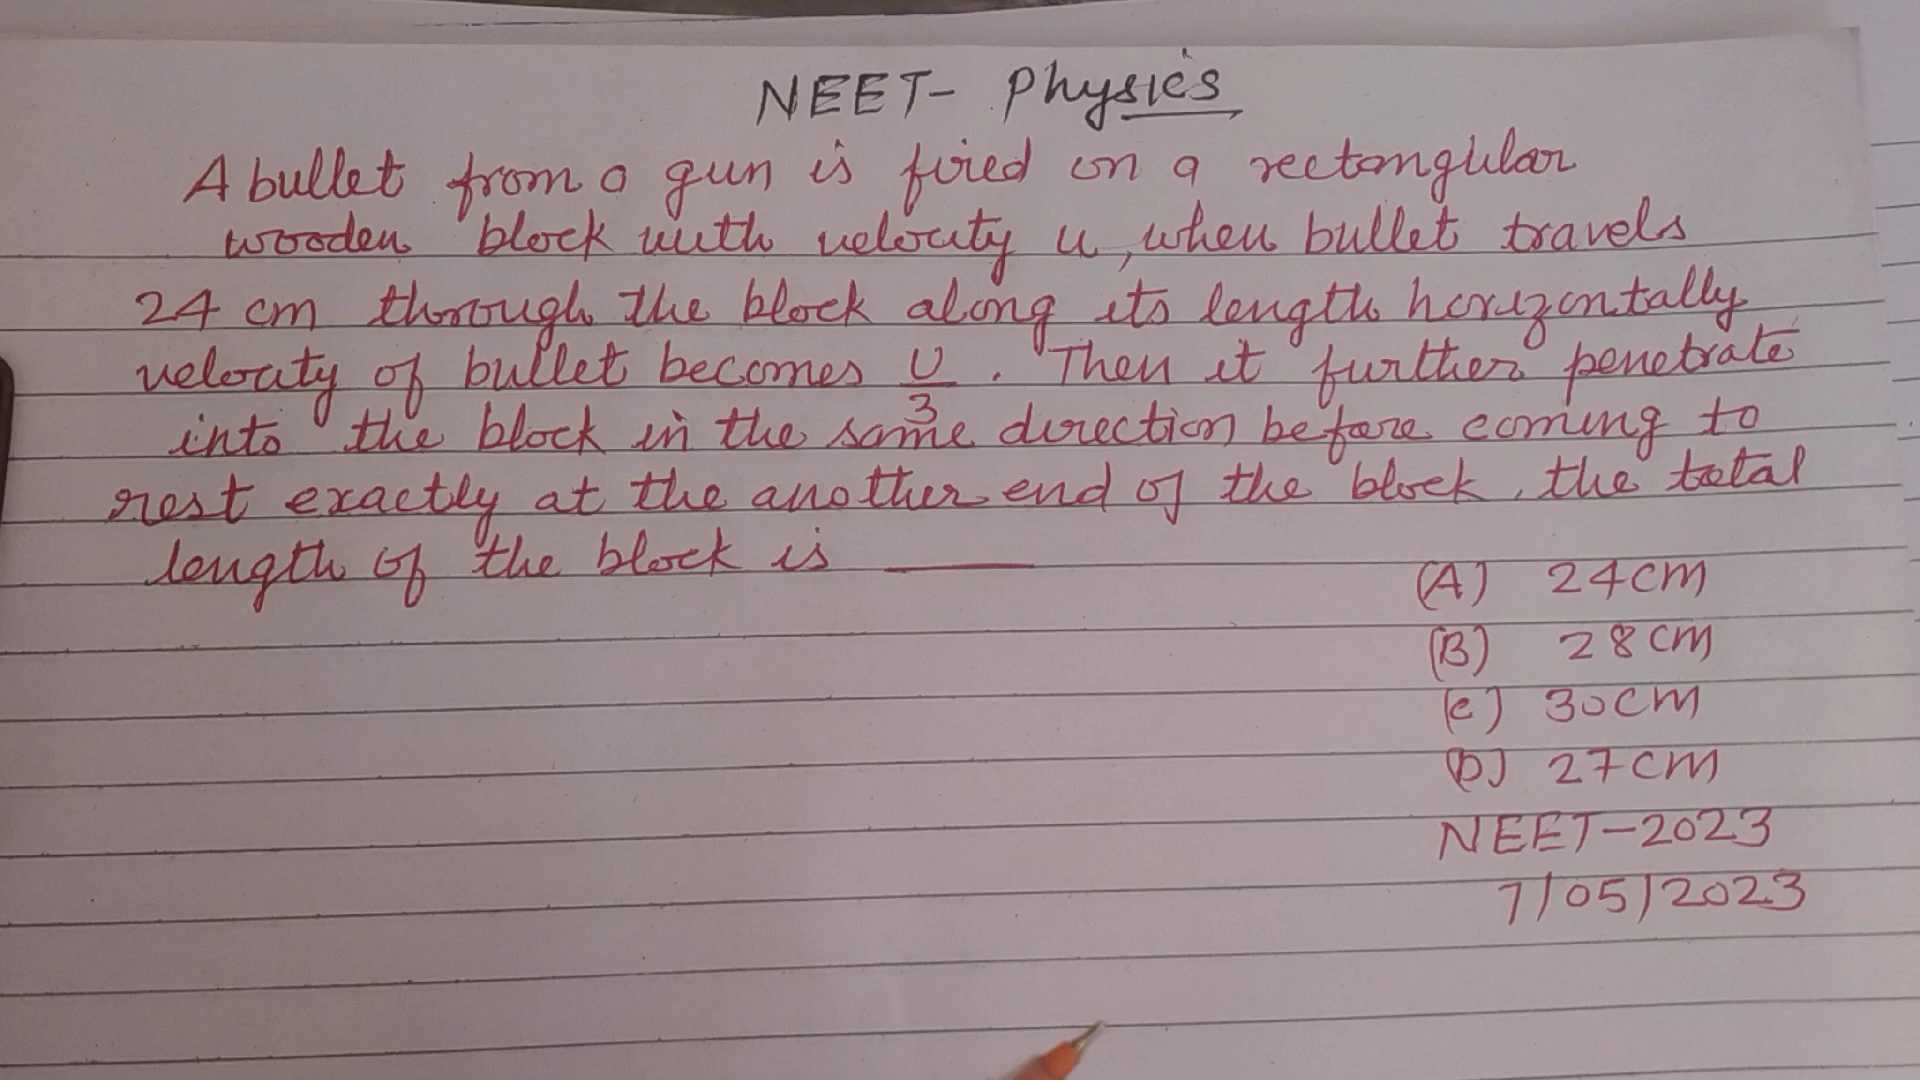 NEET- Physics
A bullet from a gun is fired on a rectangular
wooden block with velocity u, when bullet travels
24 cm through the block along its length horizontally
velocity of bullet becomes U/3. Then it further penetrate
into the block in the same direction before coming to
rest exactly at the another end of the block, the total
length of the block is ______
(A) 24cm
(B) 28cm
(C) 30cm
(D) 27cm
NEET-2023
7/05/2023